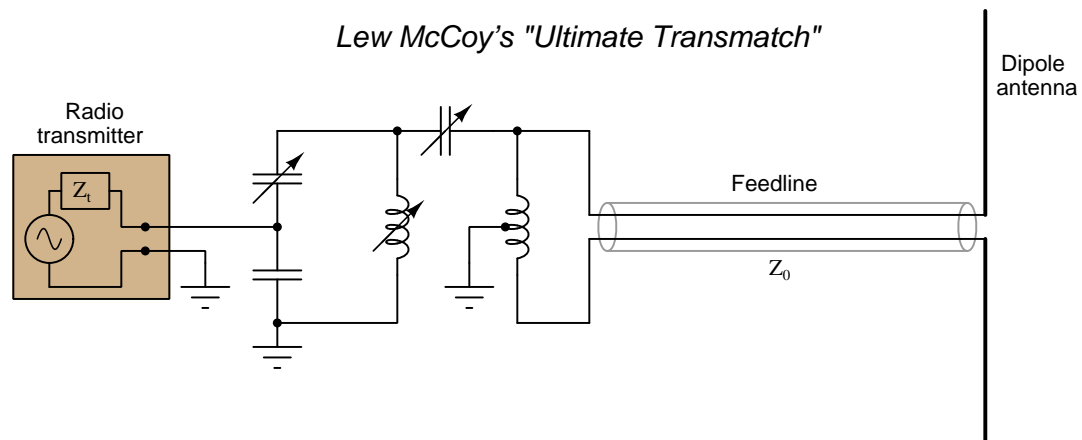 Lew McCoy's "Ultimate Transmatch"
Dipole
antenna
Radio
transmitter
Zt
Feedline
Z0